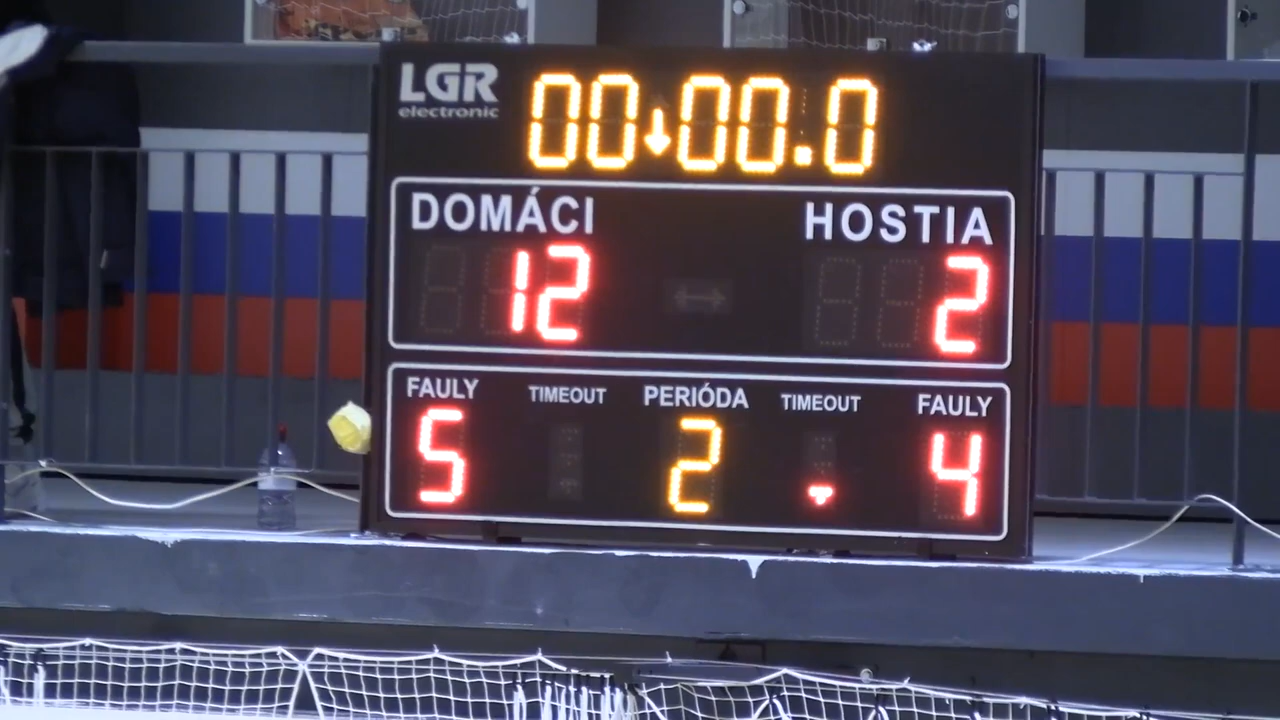 LGR
electronic
00:00.0
DOMÁCI HOSTIA
12 2
FAULY TIMEOUT PERIÓDA TIMEOUT FAULY
5 2 4